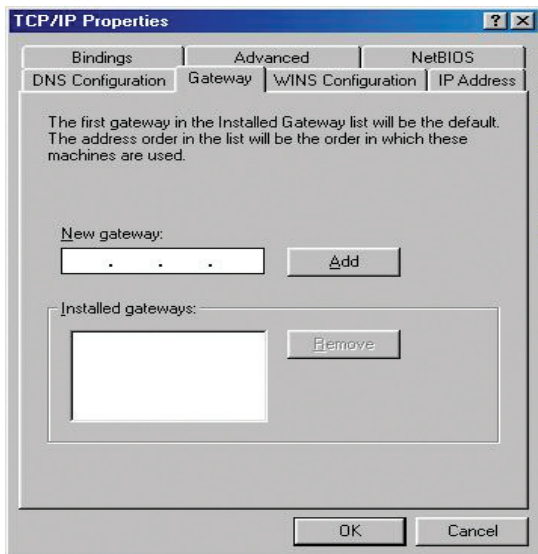 TCP/IP Properties
? ×
Bindings Advanced NetBIOS
DNS Configuration Gateway WINS Configuration IP Address
The first gateway in the Installed Gateway list will be the default.
The address order in the list will be the order in which these
machines are used.
New gateway:
. . . Add
Installed gateways:
Remove
OK Cancel